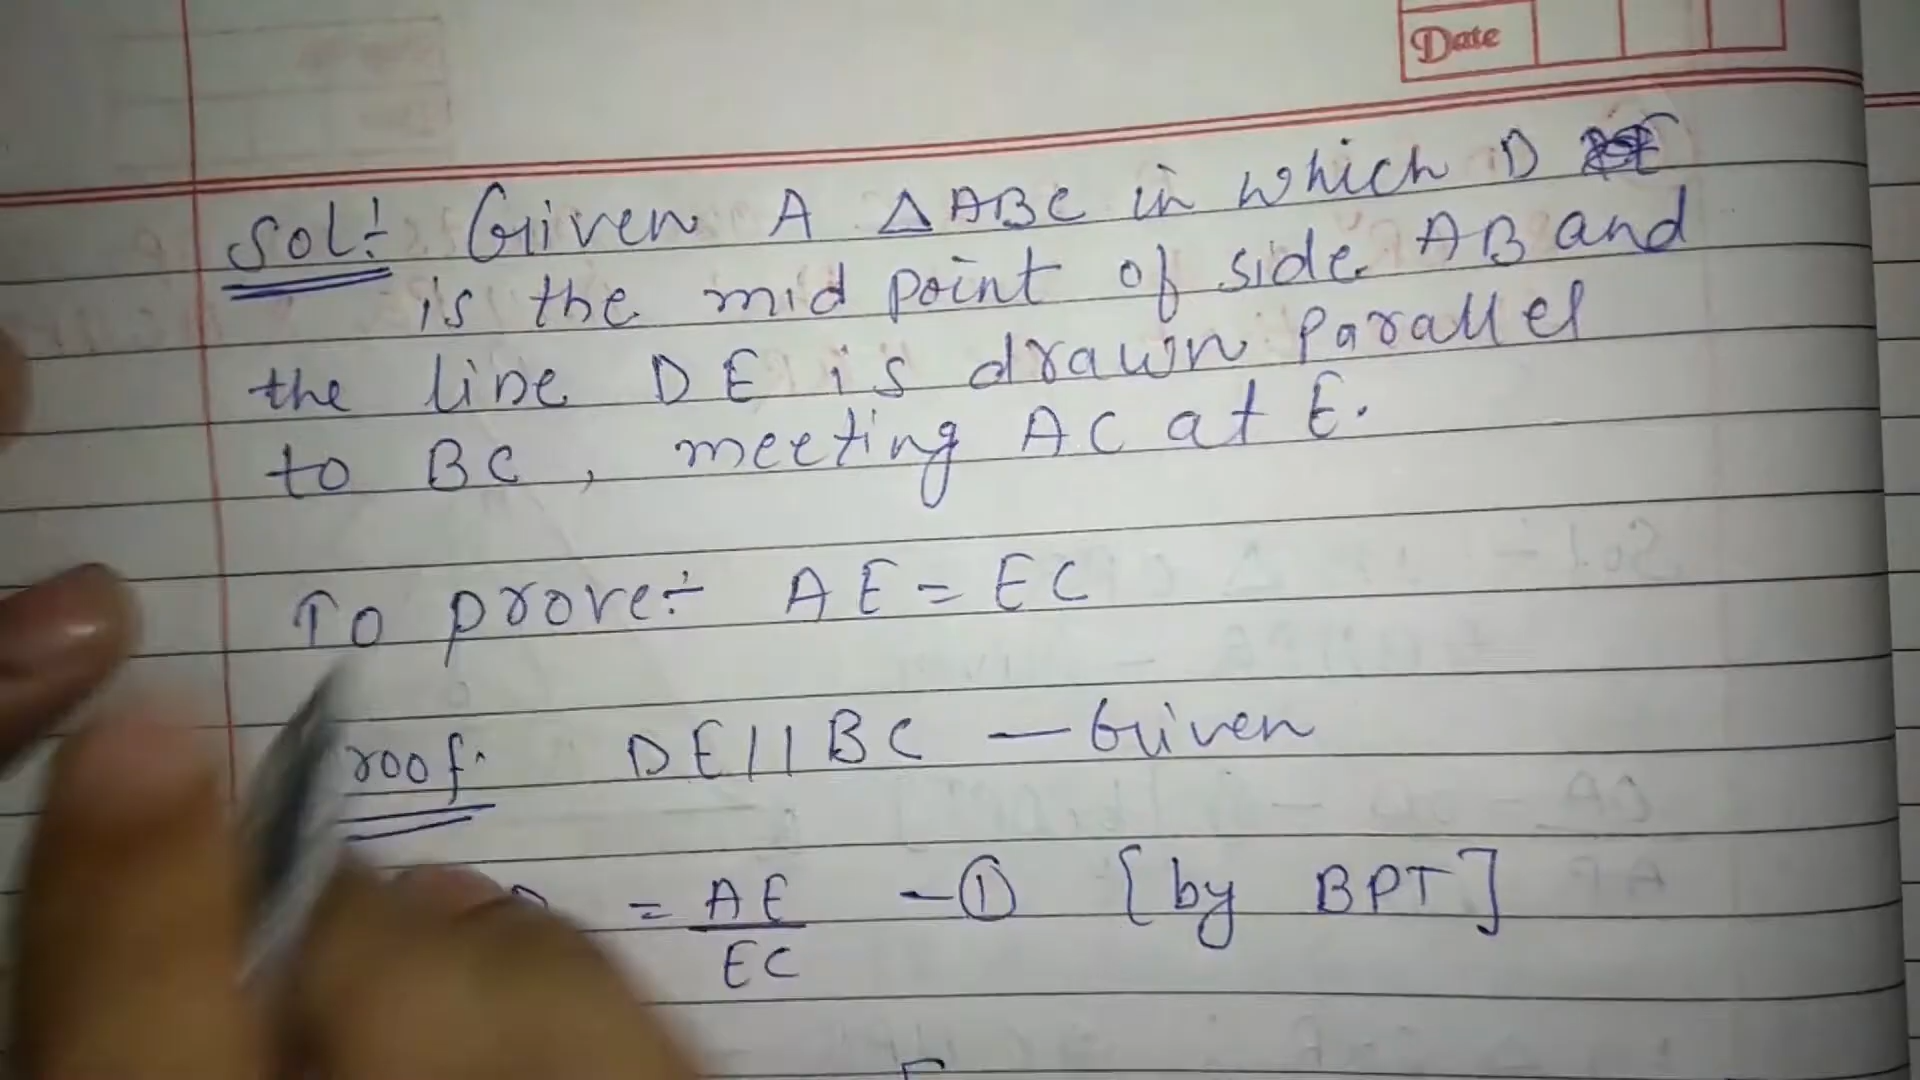 Date
Sol:- Given A △ABC in which D
is the mid point of side AB and
the line DE is drawn parallel
to BC, meeting AC at E.
To prove:- AE = EC
roof. DE || BC — Given
= AE/EC - ① [by BPT]